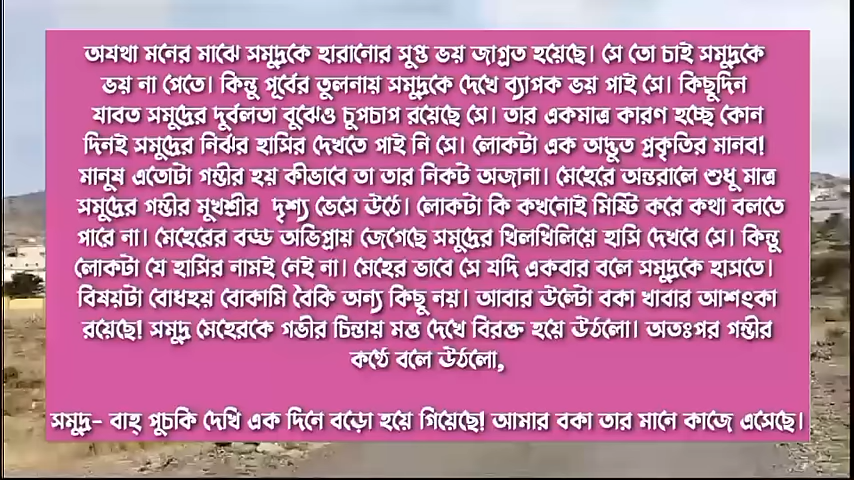 অযথা মনের মাঝে সমুদ্রকে হারানোর সুপ্ত ভয় জাগ্রত হয়েছে। সে তো চাই সমুদ্রকে
ভয় না পেতে। কিন্তু পূর্বের তুলনায় সমুদ্রকে দেখে ব্যাপক ভয় পাই সে। কিছুদিন
যাবত সমুদ্রের দুর্বলতা বুঝেও চুপচাপ রয়েছে সে। তার একমাত্র কারণ হচ্ছে কোন
দিনই সমুদ্রের নির্ঝর হাসির দেখতে পাই নি সে। লোকটা এক অদ্ভুত প্রকৃতির মানব!
মানুষ এতোটা গম্ভীর হয় কীভাবে তা তার নিকট অজানা। মেহেরে অন্তরালে শুধু মাত্র
সমুদ্রের গম্ভীর মুখশ্রীর দৃশ্য ভেসে উঠে। লোকটা কি কখনোই মিষ্টি করে কথা বলতে
পারে না। মেহেরের বড্ড অভিপ্রায় জেগেছে সমুদ্রের খিলখিলিয়ে হাসি দেখবে সে। কিন্তু
লোকটা যে হাসির নামই নেই না। মেহের ভাবে সে যদি একবার বলে সমুদ্রকে হাসতে।
বিষয়টা বোধহয় বোকামি বৈকি অন্য কিছু নয়। আবার উল্টো বকা খাবার আশংকা
রয়েছে! সমুদ্র মেহেরকে গভীর চিন্তায় মত্ত দেখে বিরক্ত হয়ে উঠলো। অতঃপর গম্ভীর
কণ্ঠে বলে উঠলো,
সমুদ্র- বাহ্ পুচকি দেখি এক দিনে বড়ো হয়ে গিয়েছে! আমার বকা তার মানে কাজে এসেছে।